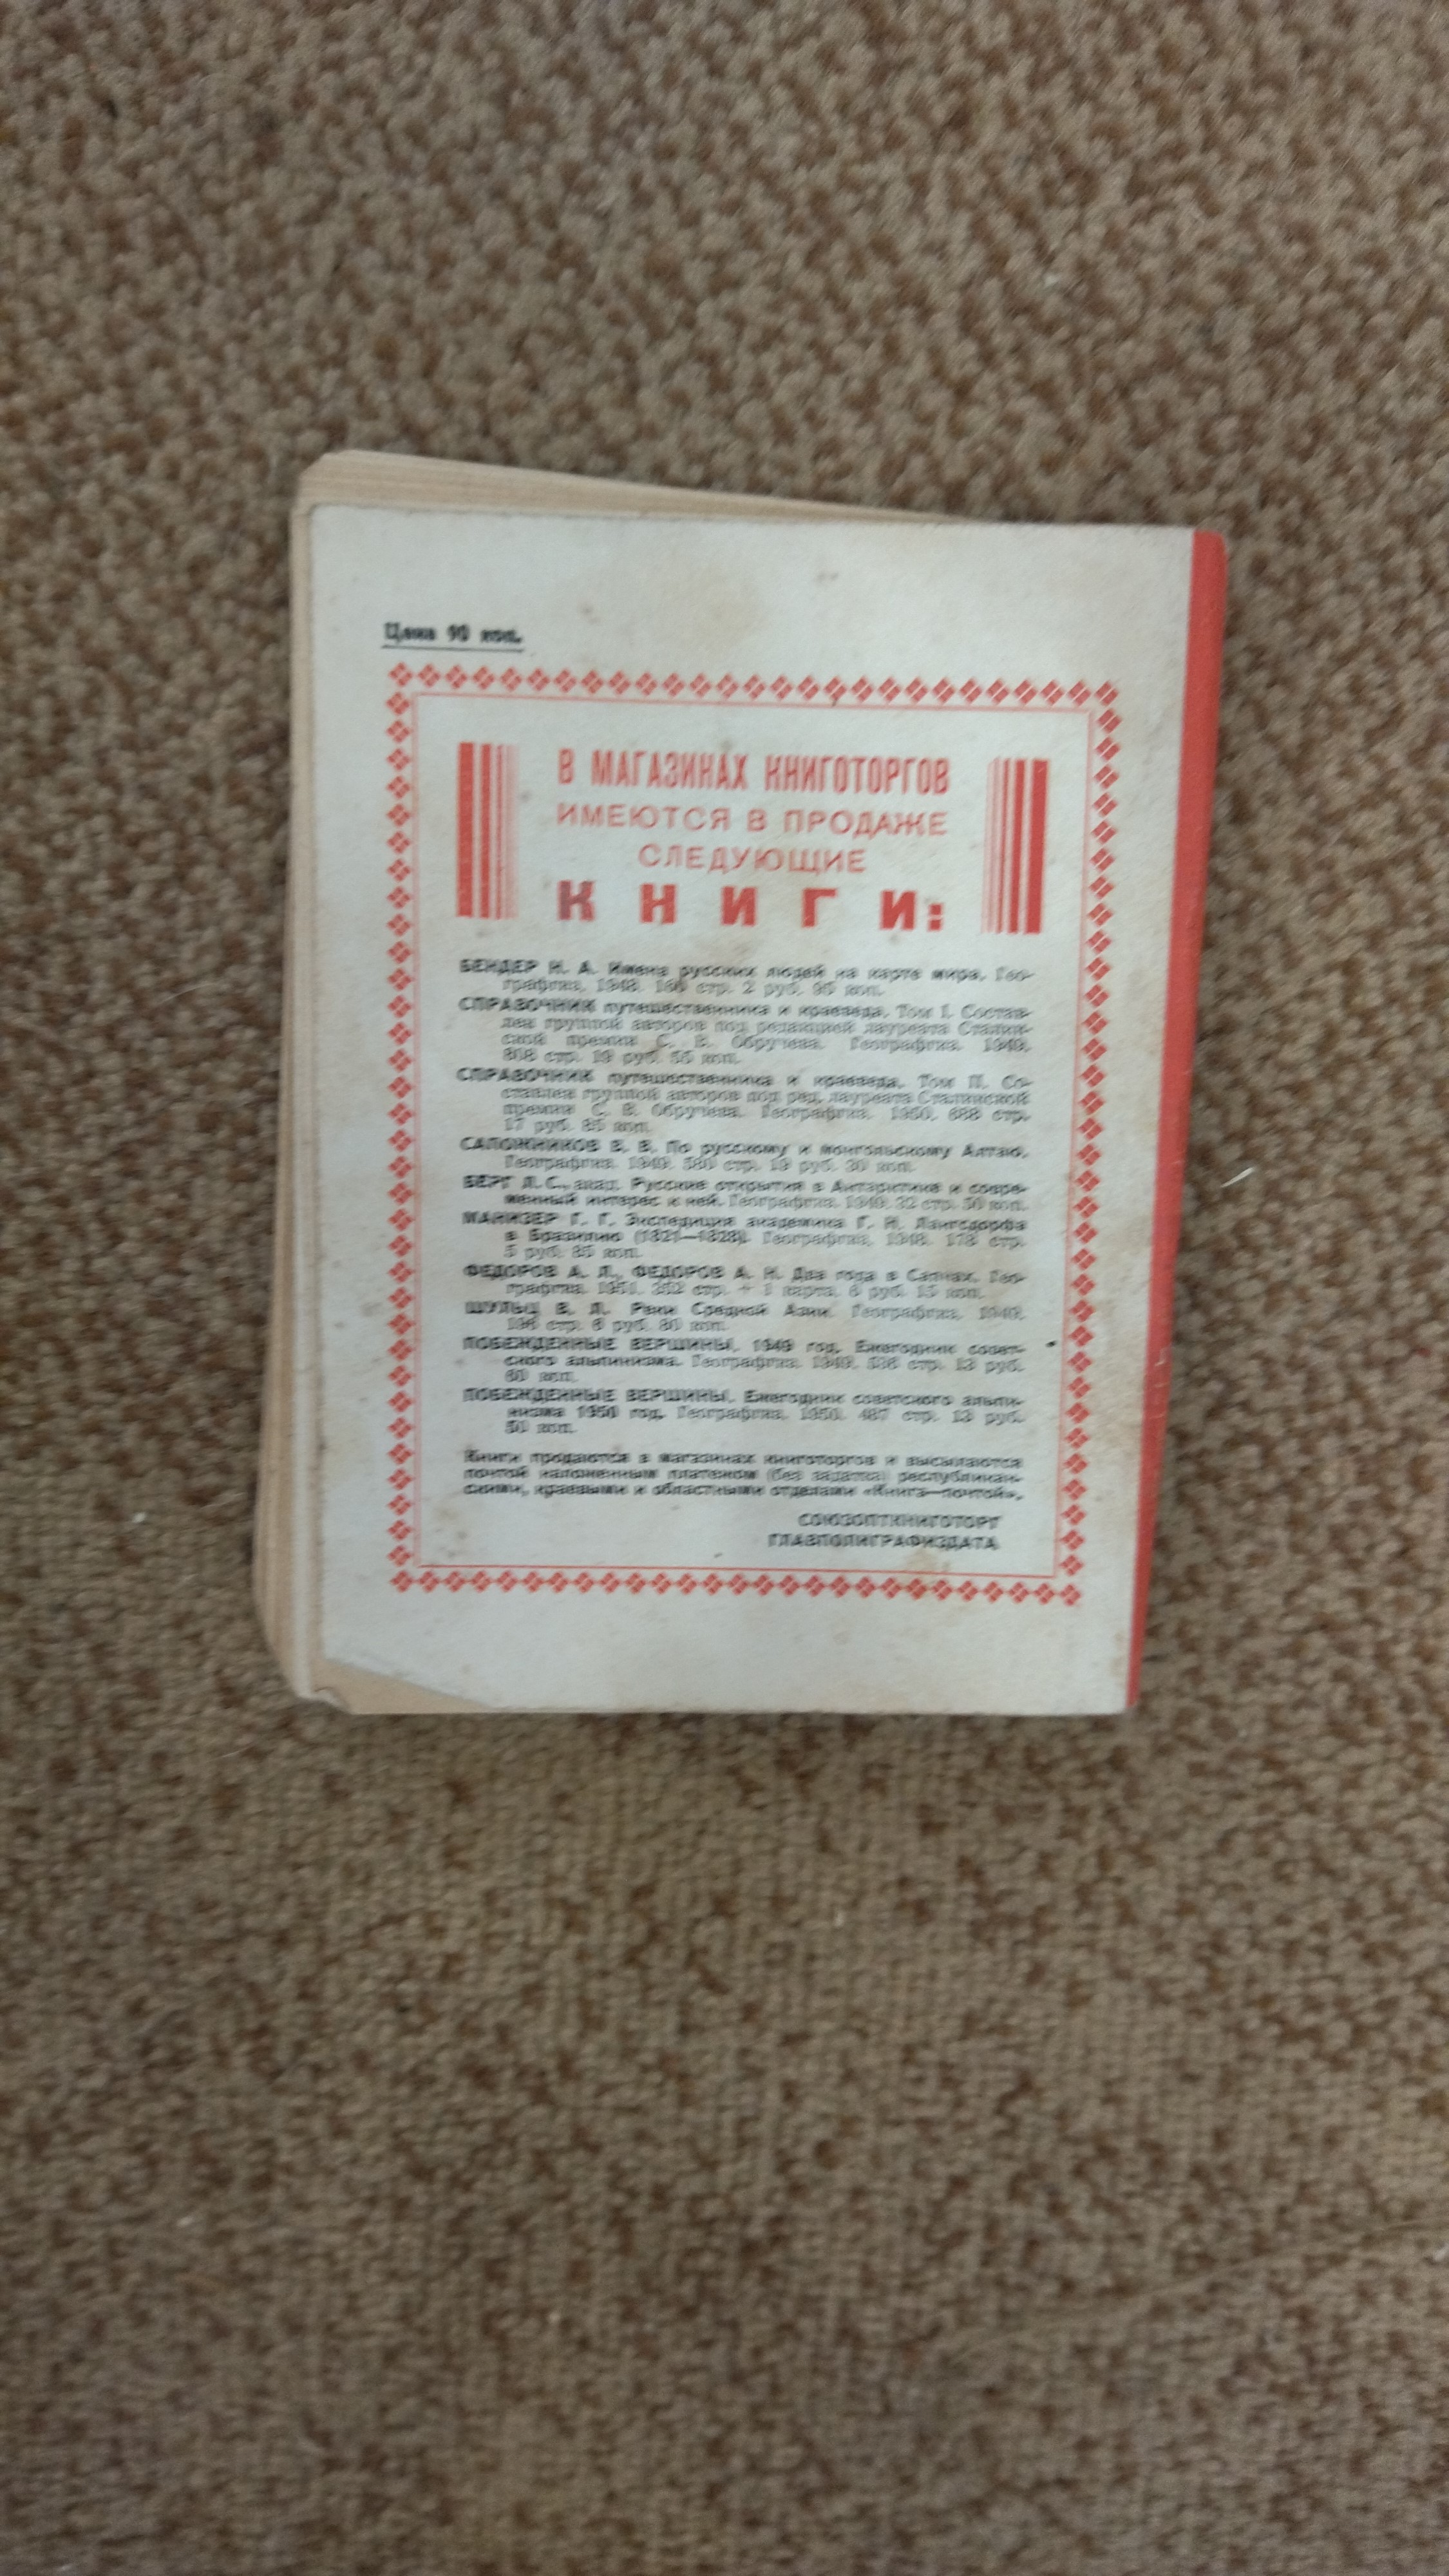 Цена 90 коп.
В МАГАЗИНАХ КНИГОТОРГОВ
ИМЕЮТСЯ В ПРОДАЖЕ
СЛЕДУЮЩИЕ
КНИГИ:
БЕНДЕР Н. А. Имена русских людей на карте мира. Гео-
графгиз. 1948. стр. 2 руб. коп.
СПРАВОЧНИК путешественника и краеведа. Том I. Состав-
лен группой авторов под редакцией лауреата Сталин-
ской премии С. В. Обручева. Географгиз. 1949.
808 стр. 19 руб. коп.
СПРАВОЧНИК путешественника и краеведа. Том II. Со-
ставлен группой авторов под ред. лауреата Сталинской
премии С. В. Обручева. Географгиз. 1950. 688 стр.
17 руб. 85 коп.
САПОЖНИКОВ В. В. По русскому и монгольскому Алтаю.
Географгиз. 1949. 580 стр. 19 руб. коп.
БЕРГ Л. С., акад. Русские открытия в Антарктике и совре-
менный интерес к ней. Географгиз. 1949. 32 стр. 50 коп.
МАНИЗЕР Г. Г. Экспедиция академика Г. И. Лангсдорфа
в Бразилию (1821—1828). Географгиз. 1948. 178 стр.
5 руб. 85 коп.
ФЕДОРОВ А. Л., ФЕДОРОВ А. Н. Два года в Саянах. Гео-
графгиз. 1951. стр. + 1 карта. 6 руб. 15 коп.
ШУЛЬЦ В. Л. Реки Средней Азии. Географгиз. 1949.
стр. 6 руб. 80 коп.
ПОБЕЖДЕННЫЕ ВЕРШИНЫ. 1949 год. Ежегодник совет-
ского альпинизма. Географгиз. 1949. стр. 13 руб.
60 коп.
ПОБЕЖДЕННЫЕ ВЕРШИНЫ. Ежегодник советского альпи-
низма 1950 год. Географгиз. 1950. 487 стр. 13 руб.
50 коп.
Книги продаются в магазинах книготоргов и высылаются
почтой наложенным платежом (без задатка) республикан-
скими, краевыми и областными отделами «Книга—почтой».
СОЮЗОПТКНИГОТОРГ
ГЛАВПОЛИГРАФИЗДАТА